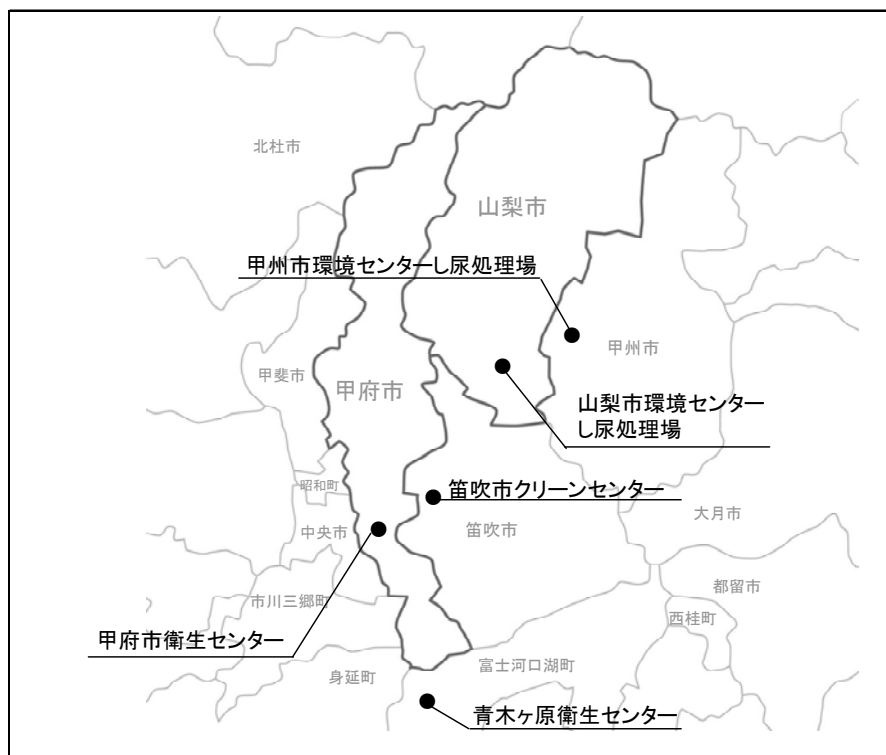 北杜市
山梨市
甲州市環境センターし尿処理場
甲州市
甲斐市
甲府市
山梨市環境センター
し尿処理場
昭和町
笛吹市クリーンセンター
中央市
笛吹市
大月市
都留市
市川三郷町
西桂町
甲府市衛生センター
身延町
富士河口湖町
青木ヶ原衛生センター